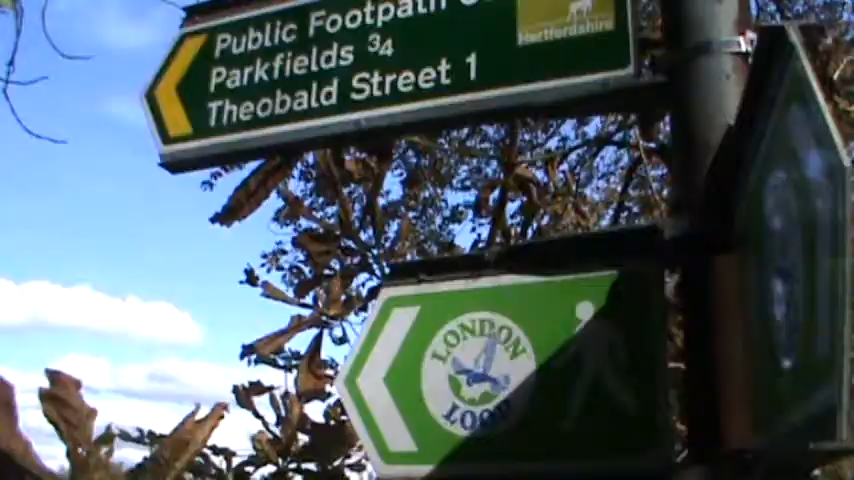 Public Footpath
Parkfields ¾
Theobald Street 1
Hertfordshire
LONDON
LOOP